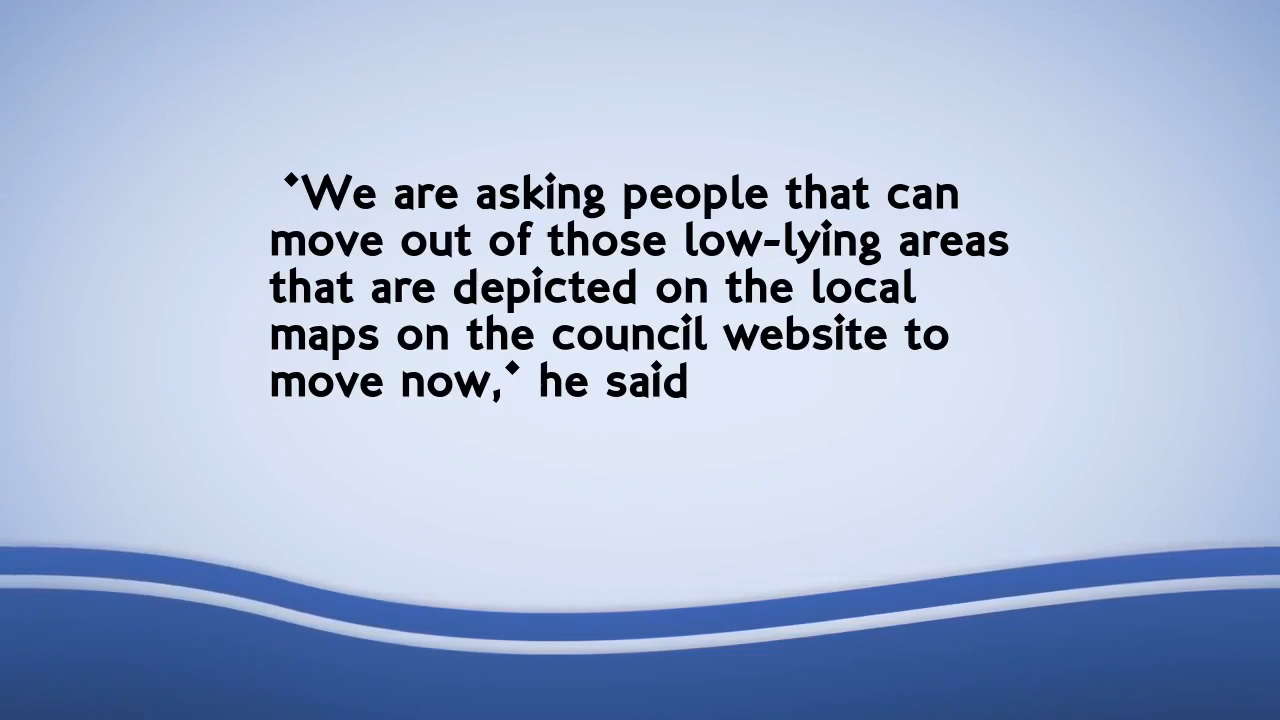 "We are asking people that can
move out of those low-lying areas
that are depicted on the local
maps on the council website to
move now," he said